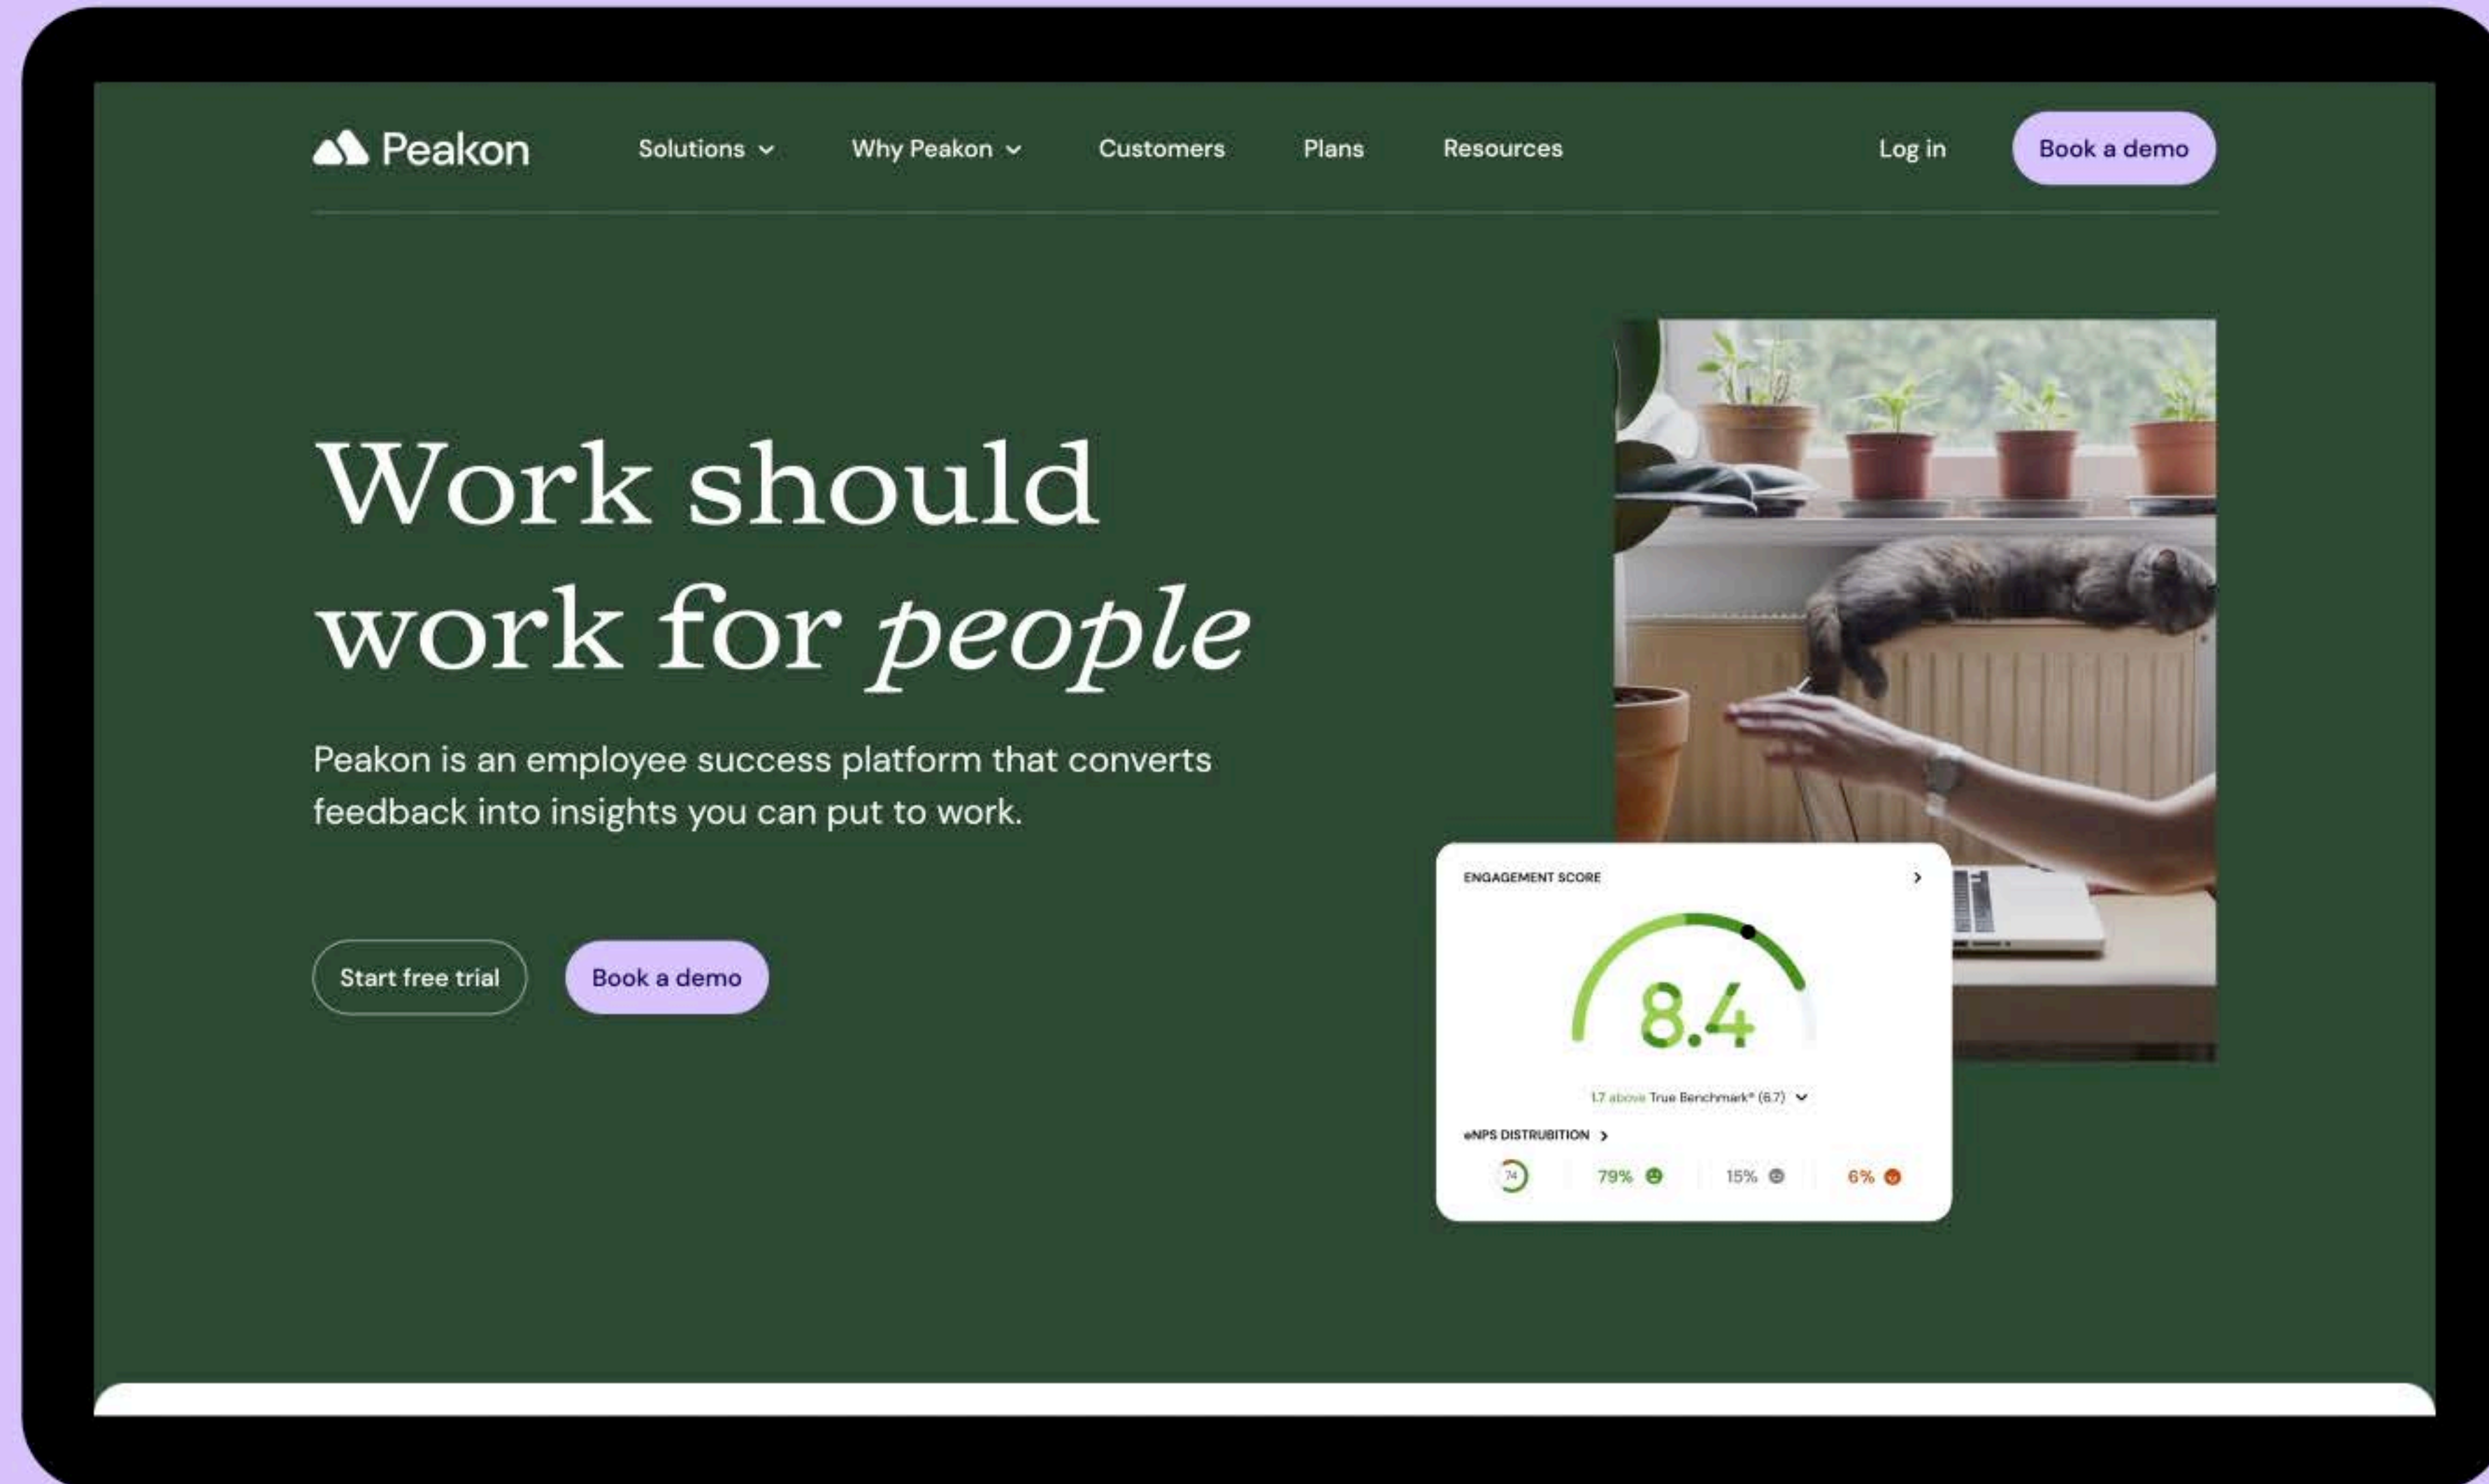 Peakon
Solutions
Why Peakon
Customers
Plans
Resources
Log in
Book a demo
Work should
work for people
Peakon is an employee success platform that converts
feedback into insights you can put to work.
Start free trial
Book a demo
ENGAGEMENT SCORE
8.4
1.7 above True Benchmark® (6.7)
eNPS DISTRUBITION
74
79%
15%
6%